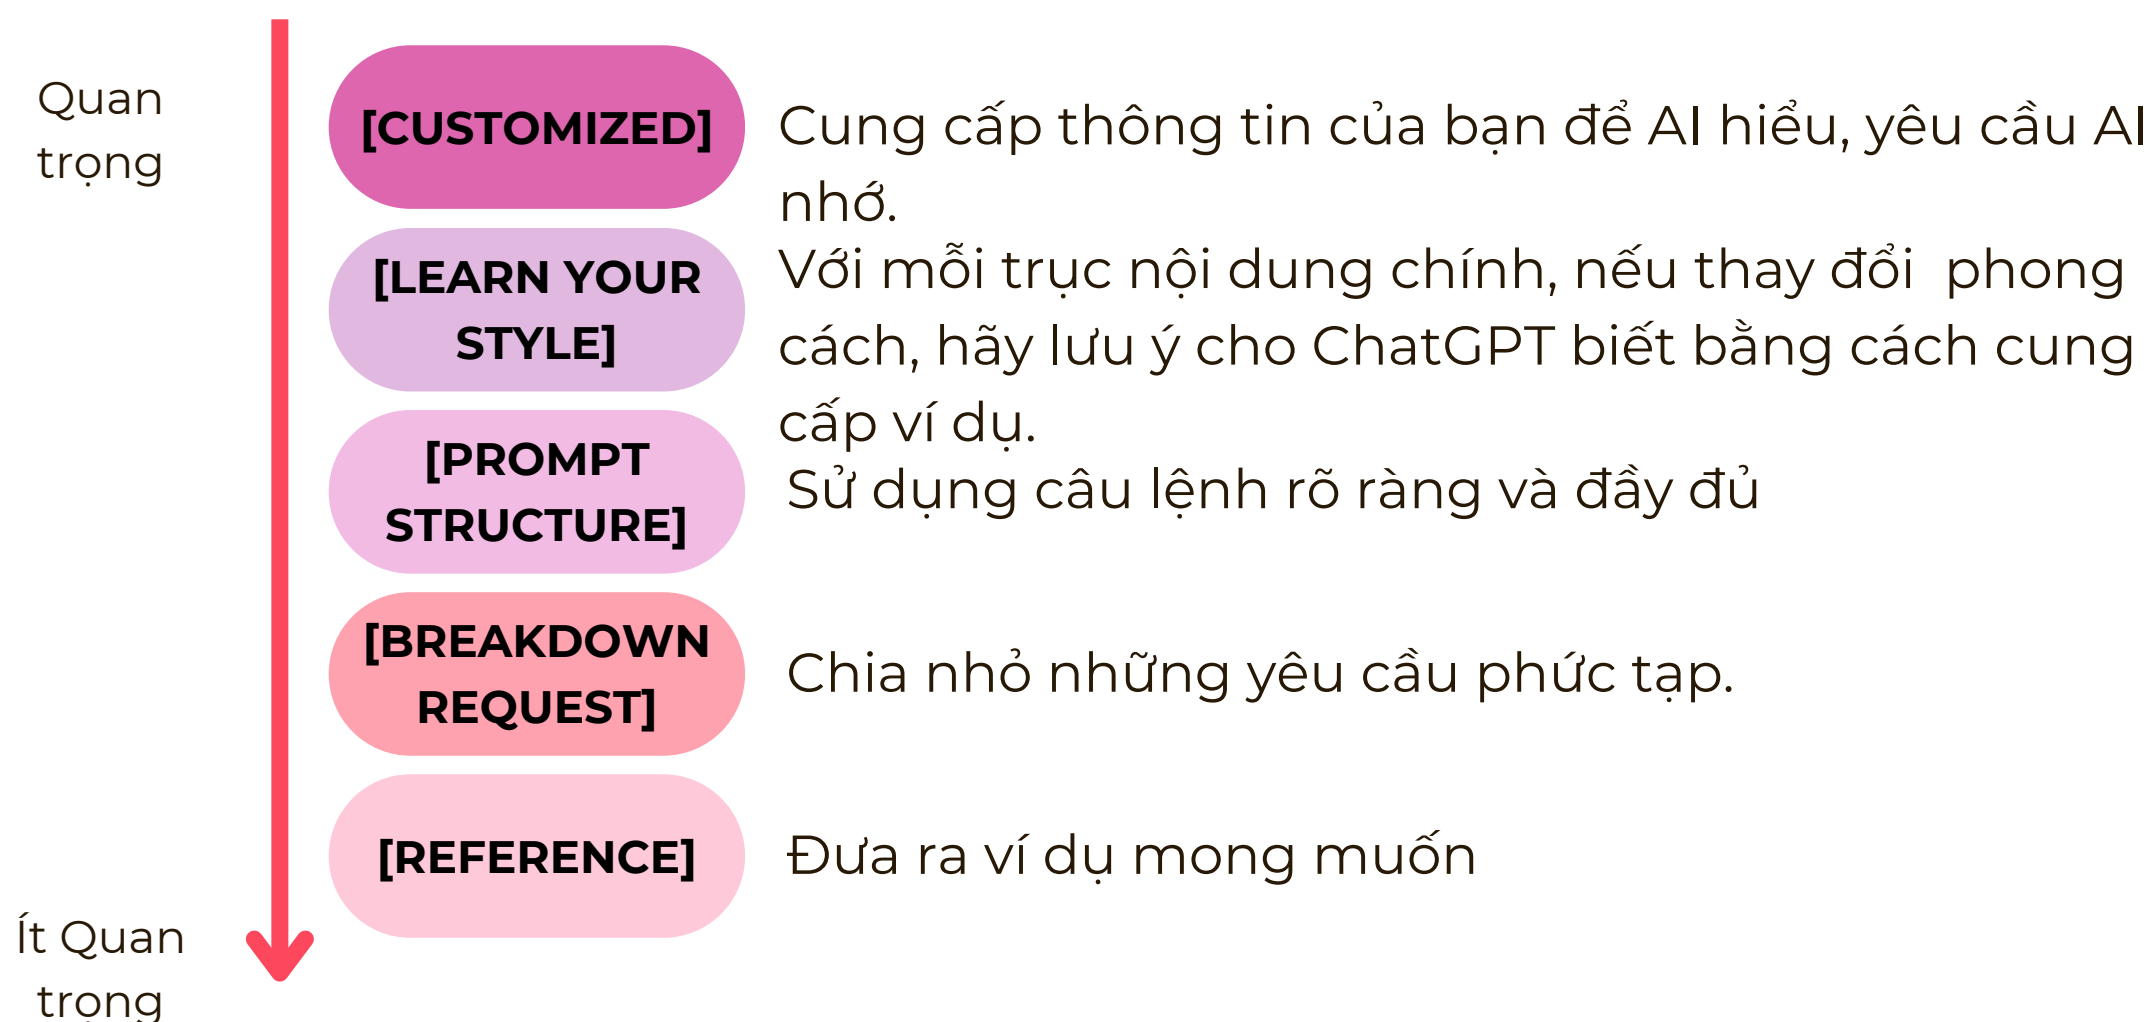 Quan
trọng
[CUSTOMIZED]
Cung cấp thông tin của bạn để AI hiểu, yêu cầu AI
nhớ.
[LEARN YOUR
STYLE]
Với mỗi trục nội dung chính, nếu thay đổi  phong
cách, hãy lưu ý cho ChatGPT biết bằng cách cung
cấp ví dụ.
[PROMPT
STRUCTURE]
Sử dụng câu lệnh rõ ràng và đầy đủ
[BREAKDOWN
REQUEST]
Chia nhỏ những yêu cầu phức tạp.
[REFERENCE]
Đưa ra ví dụ mong muốn
Ít Quan
trọng